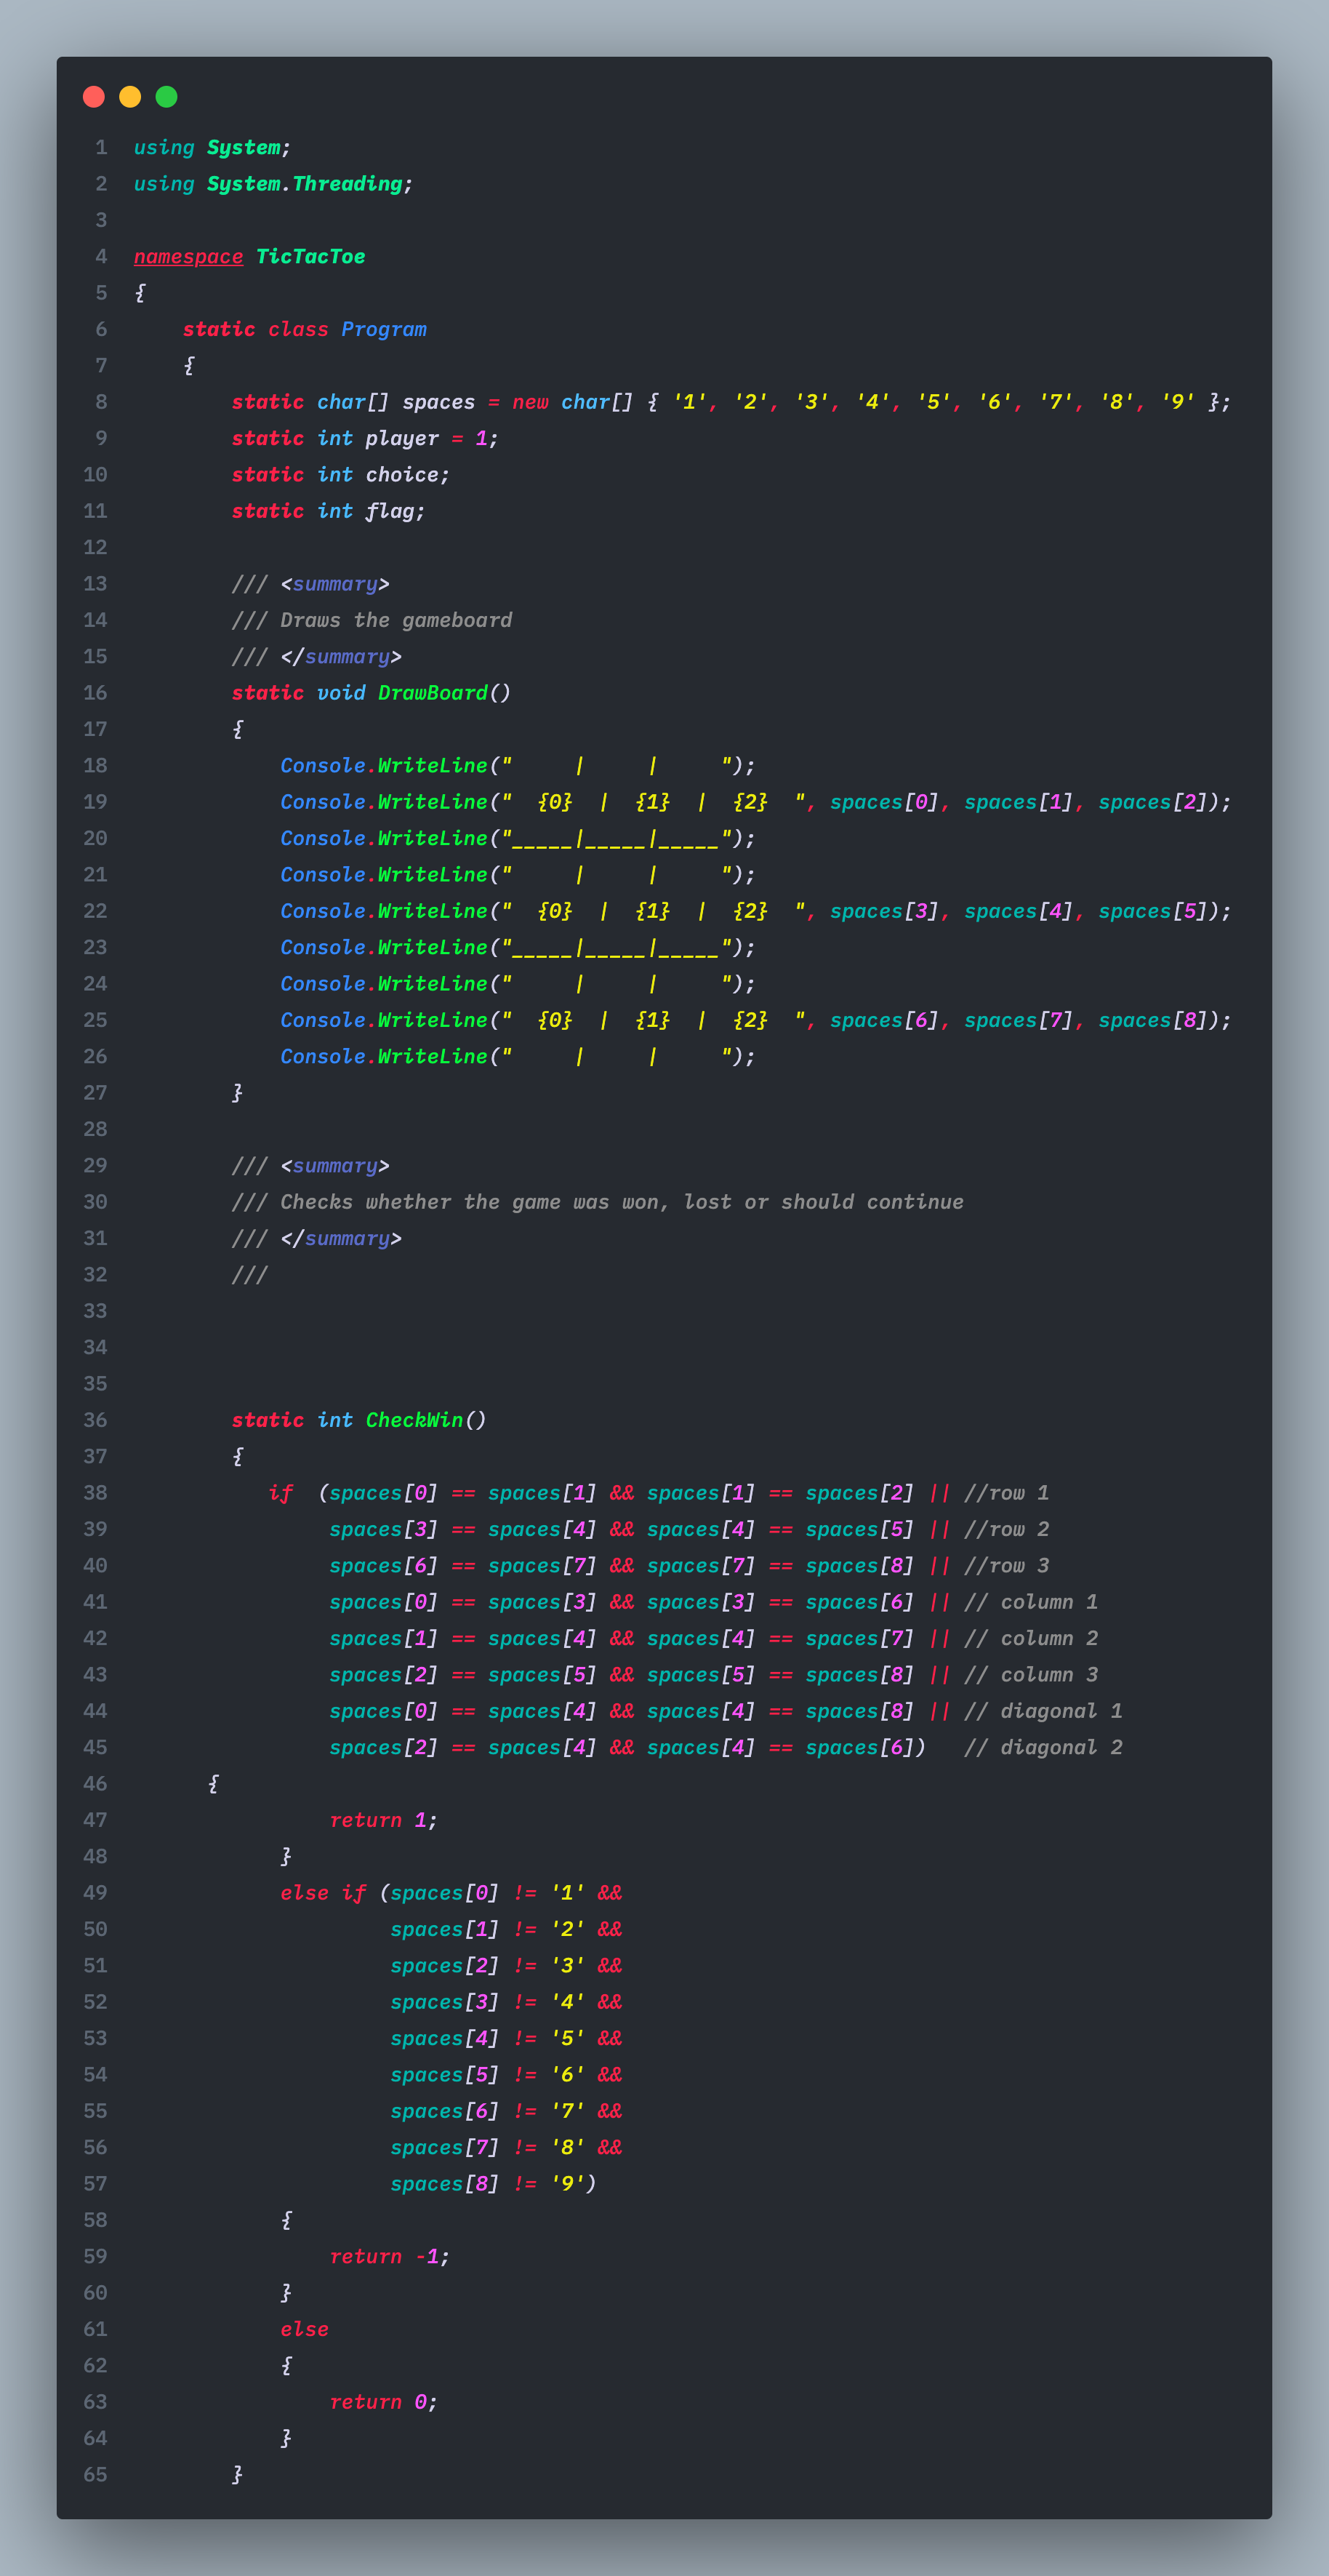 1 using System;
2 using System.Threading;
3
4 namespace TicTacToe
5 {
6     static class Program
7     {
8         static char[] spaces = new char[] { '1', '2', '3', '4', '5', '6', '7', '8', '9' };
9         static int player = 1;
10         static int choice;
11         static int flag;
12
13         /// <summary>
14         /// Draws the gameboard
15         /// </summary>
16         static void DrawBoard()
17         {
18             Console.WriteLine("     |     |     ");
19             Console.WriteLine("  {0}  |  {1}  |  {2}  ", spaces[0], spaces[1], spaces[2]);
20             Console.WriteLine("_____|_____|_____");
21             Console.WriteLine("     |     |     ");
22             Console.WriteLine("  {0}  |  {1}  |  {2}  ", spaces[3], spaces[4], spaces[5]);
23             Console.WriteLine("_____|_____|_____");
24             Console.WriteLine("     |     |     ");
25             Console.WriteLine("  {0}  |  {1}  |  {2}  ", spaces[6], spaces[7], spaces[8]);
26             Console.WriteLine("     |     |     ");
27         }
28
29         /// <summary>
30         /// Checks whether the game was won, lost or should continue
31         /// </summary>
32         ///
33
34
35
36         static int CheckWin()
37         {
38            if  (spaces[0] == spaces[1] && spaces[1] == spaces[2] || //row 1
39                 spaces[3] == spaces[4] && spaces[4] == spaces[5] || //row 2
40                 spaces[6] == spaces[7] && spaces[7] == spaces[8] || //row 3
41                 spaces[0] == spaces[3] && spaces[3] == spaces[6] || // column 1
42                 spaces[1] == spaces[4] && spaces[4] == spaces[7] || // column 2
43                 spaces[2] == spaces[5] && spaces[5] == spaces[8] || // column 3
44                 spaces[0] == spaces[4] && spaces[4] == spaces[8] || // diagonal 1
45                 spaces[2] == spaces[4] && spaces[4] == spaces[6])   // diagonal 2
46       {
47                 return 1;
48             }
49             else if (spaces[0] != '1' &&
50                      spaces[1] != '2' &&
51                      spaces[2] != '3' &&
52                      spaces[3] != '4' &&
53                      spaces[4] != '5' &&
54                      spaces[5] != '6' &&
55                      spaces[6] != '7' &&
56                      spaces[7] != '8' &&
57                      spaces[8] != '9')
58             {
59                 return -1;
60             }
61             else
62             {
63                 return 0;
64             }
65         }